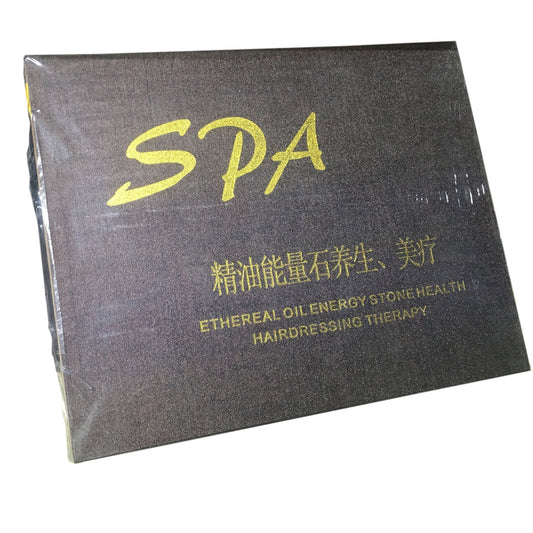 SPA
精油能量石养生、美疗
ETHEREAL OIL ENERGY STONE HEALTH
HAIRDRESSING THERAPY